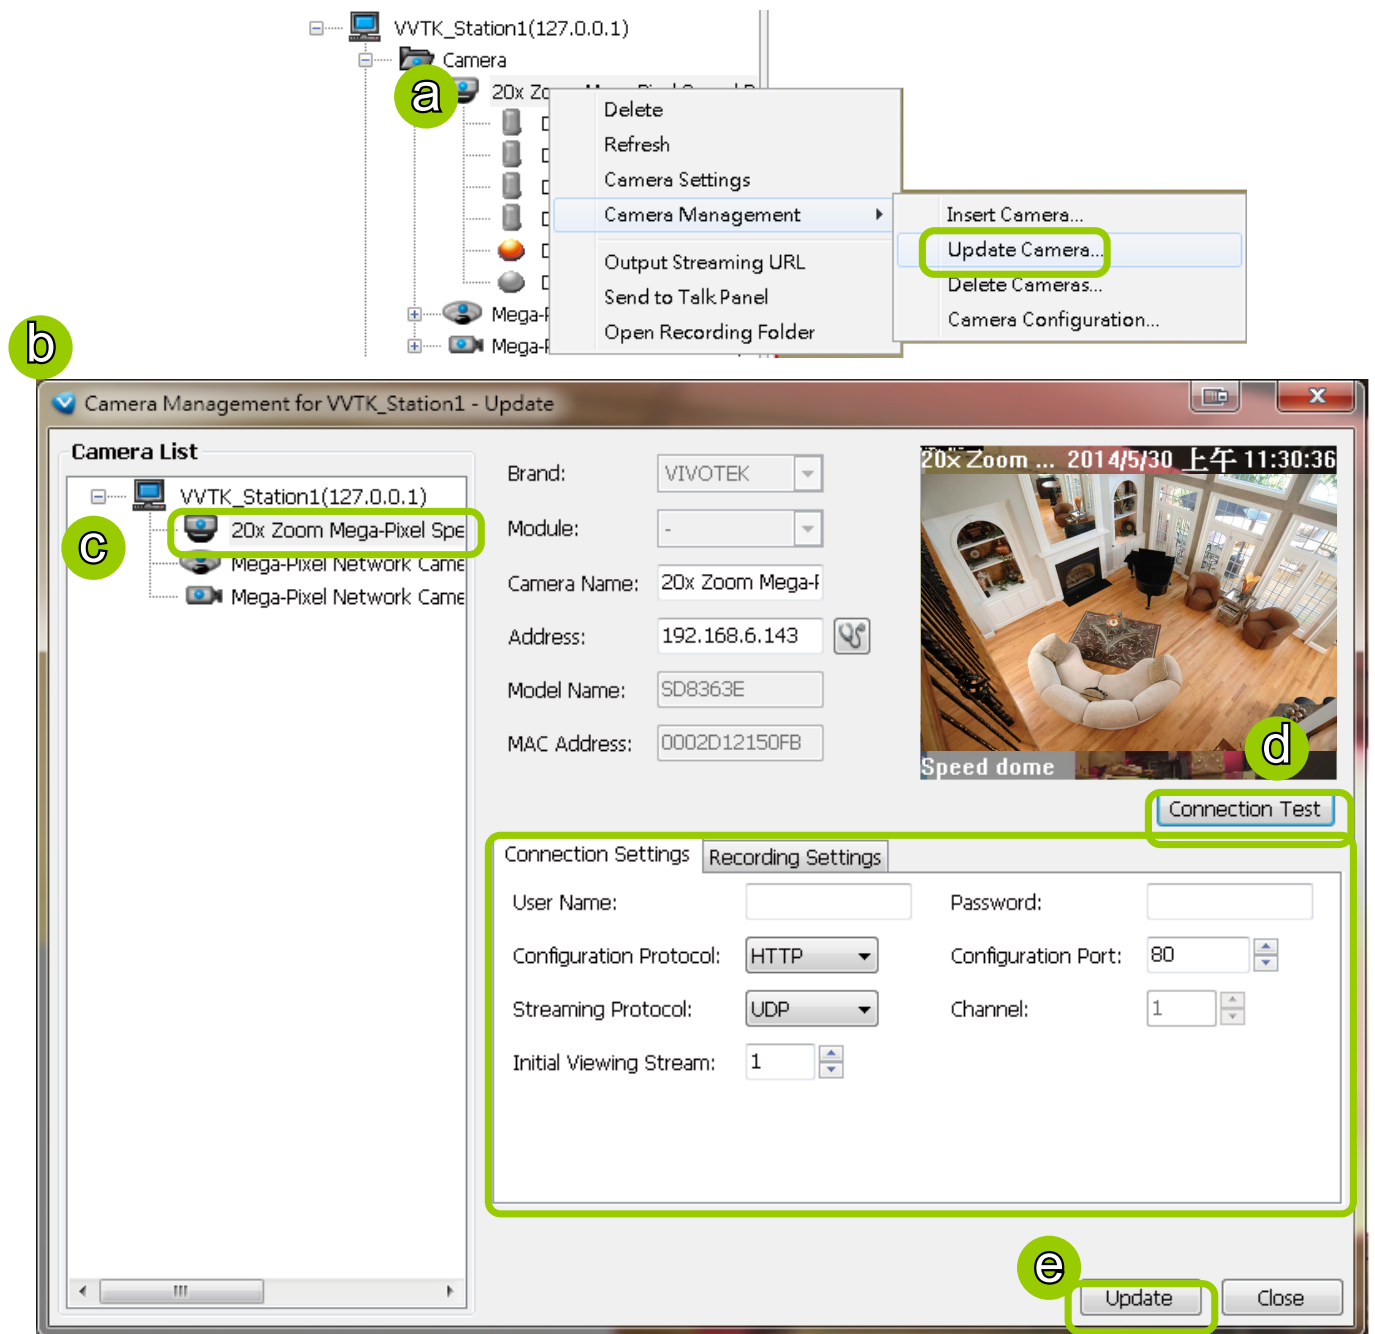 VVTK_Station1(127.0.0.1)
Camera
a
20x
Delete
Refresh
Camera Settings
Camera Management
Output Streaming URL
Send to Talk Panel
Open Recording Folder
Insert Camera...
Update Camera...
Delete Cameras...
Camera Configuration...
b
Camera Management for VVTK_Station1 - Update
Camera List
VVTK_Station1(127.0.0.1)
c
20x Zoom Mega-Pixel Spe
Mega-Pixel Network Came
Mega-Pixel Network Came
Brand: VIVOTEK
Module: -
Camera Name: 20x Zoom Mega-F
Address: 192.168.6.143
Model Name: SD8363E
MAC Address: 0002D12150FB
20x Zoom ... 2014/5/30 上午 11:30:36
Speed dome
d
Connection Test
Connection Settings Recording Settings
User Name: Password:
Configuration Protocol: HTTP Configuration Port: 80
Streaming Protocol: UDP Channel: 1
Initial Viewing Stream: 1
e
Update Close